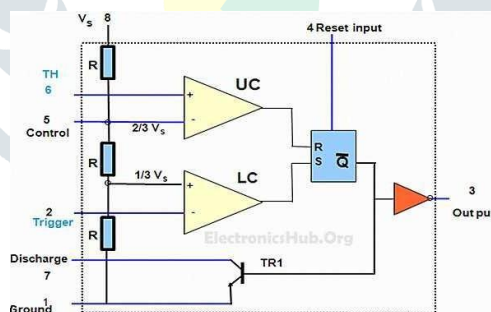 Vs 8
4 Reset input
R
TH
6
UC
+
-
5
Control
2/3 Vs
R
R
S
Q
LC
1/3 Vs
+
-
3
Output
2
Trigger
R
ElectronicsHub.Org
Discharge
7
TR1
1
Ground